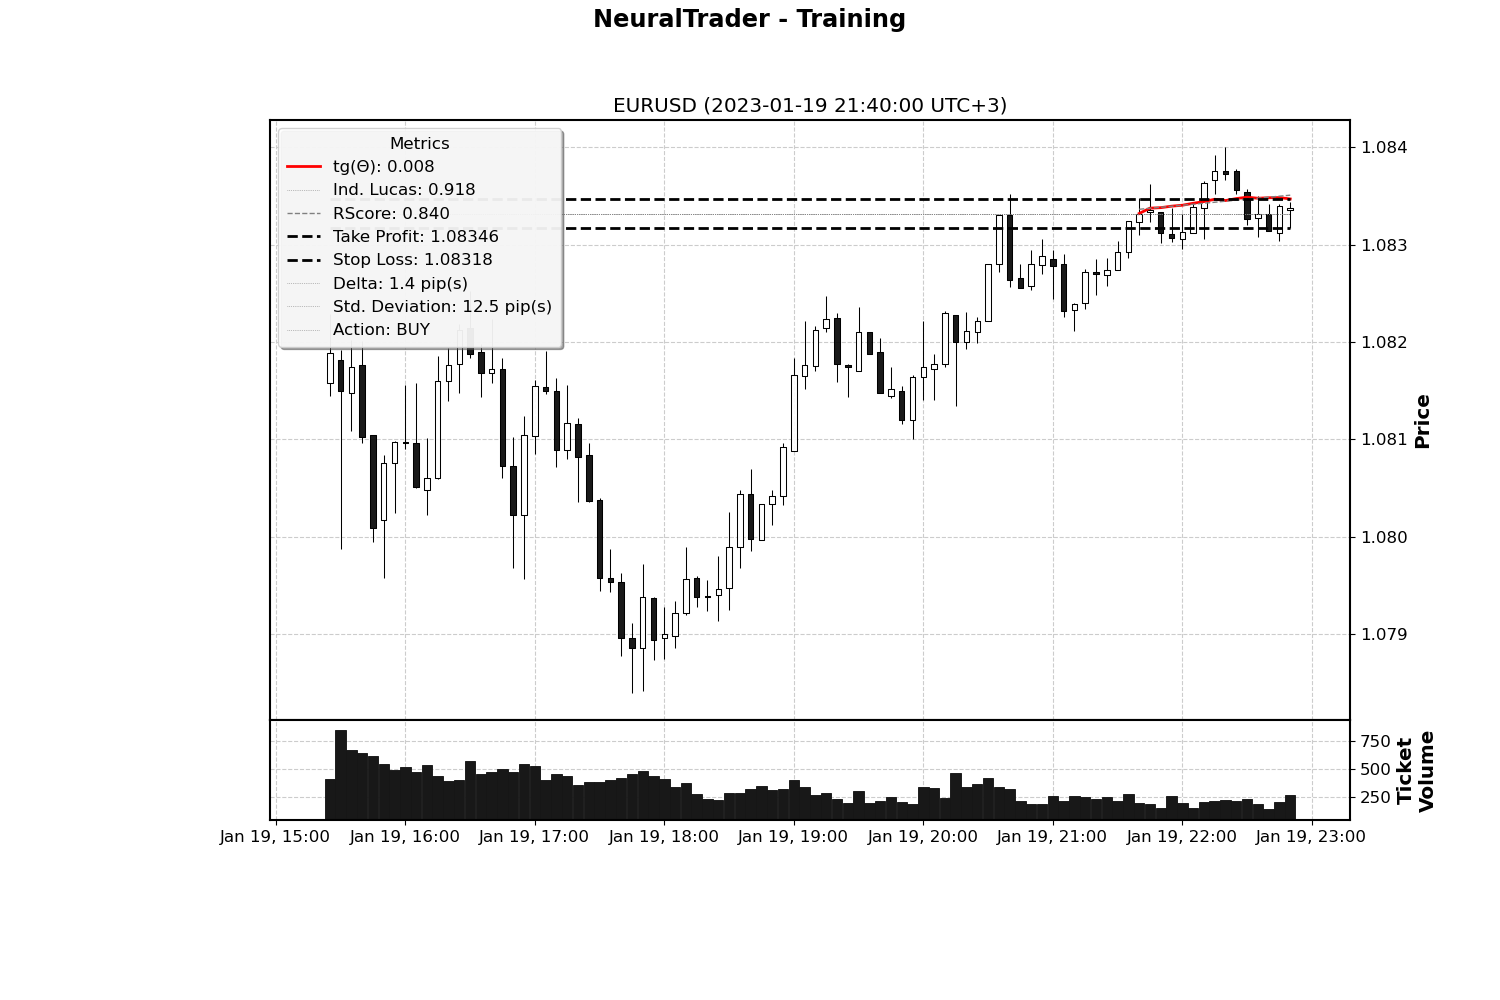 NeuralTrader - Training
EURUSD (2023-01-19 21:40:00 UTC+3)
Metrics
tg(Θ): 0.008
Ind. Lucas: 0.918
RScore: 0.840
Take Profit: 1.08346
Stop Loss: 1.08318
Delta: 1.4 pip(s)
Std. Deviation: 12.5 pip(s)
Action: BUY
1.084
1.083
1.082
1.081
1.080
1.079
Price
750
500
250
Ticket
Volume
Jan 19, 15:00
Jan 19, 16:00
Jan 19, 17:00
Jan 19, 18:00
Jan 19, 19:00
Jan 19, 20:00
Jan 19, 21:00
Jan 19, 22:00
Jan 19, 23:00